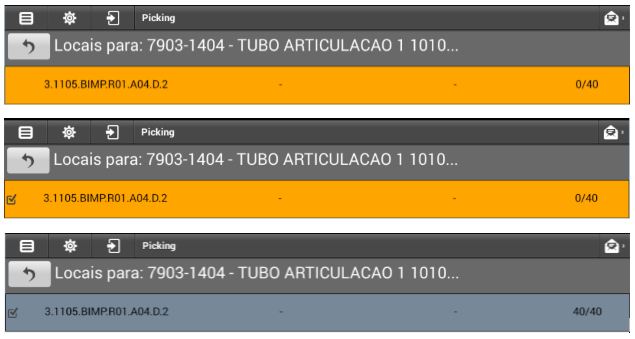 Picking
Locais para: 7903-1404 - TUBO ARTICULACAO 1 1010...
3.1105.BIMP.R01.A04.D.2 - - 0/40
Picking
Locais para: 7903-1404 - TUBO ARTICULACAO 1 1010...
3.1105.BIMP.R01.A04.D.2 - - 0/40
Picking
Locais para: 7903-1404 - TUBO ARTICULACAO 1 1010...
3.1105.BIMP.R01.A04.D.2 - - 40/40